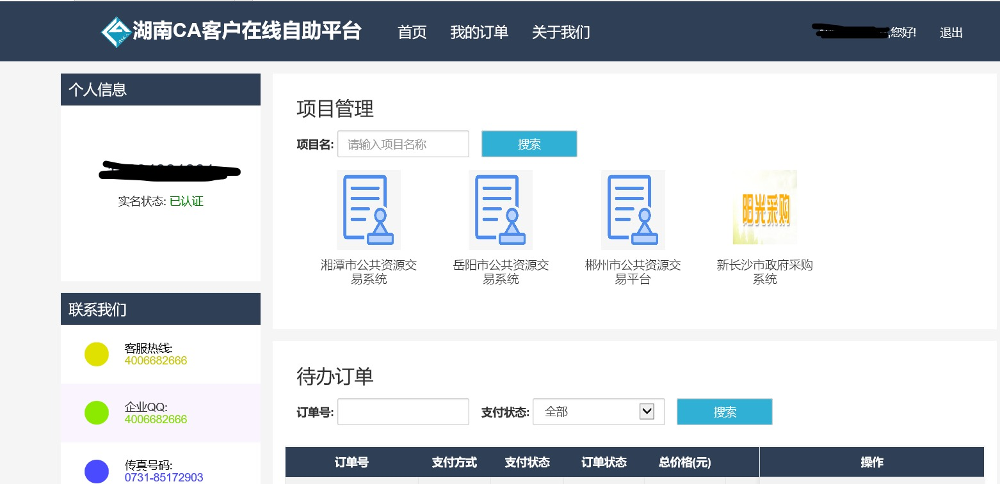 湖南CA客户在线自助平台
首页
我的订单
关于我们
,您好!
退出
个人信息
实名状态: 已认证
联系我们
客服热线:
4006682666
企业QQ:
4006682666
传真号码:
0731-85172903
项目管理
项目名: 请输入项目名称 搜索
阳光采购
湘潭市公共资源交
易系统
岳阳市公共资源交
易系统
郴州市公共资源交
易平台
新长沙市政府采购
系统
待办订单
订单号: 支付状态: 全部 搜索
订单号 支付方式 支付状态 订单状态 总价格(元) 操作